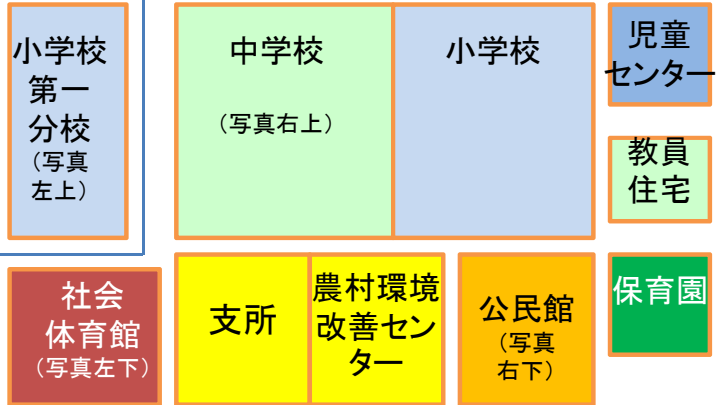 小学校
第一
分校
（写真
左上）
中学校
（写真右上）
小学校
児童
センター
教員
住宅
社会
体育館
（写真左下）
支所
農村環境
改善セン
ター
公民館
（写真
右下）
保育園